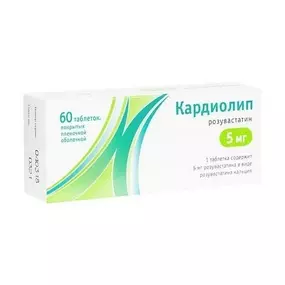 60 таблеток,
покрытых
пленочной
оболочкой
Кардиолип
розувастатин
5 мг
1 таблетка содержит
5 мг розувастатина в виде
розувастатина кальция